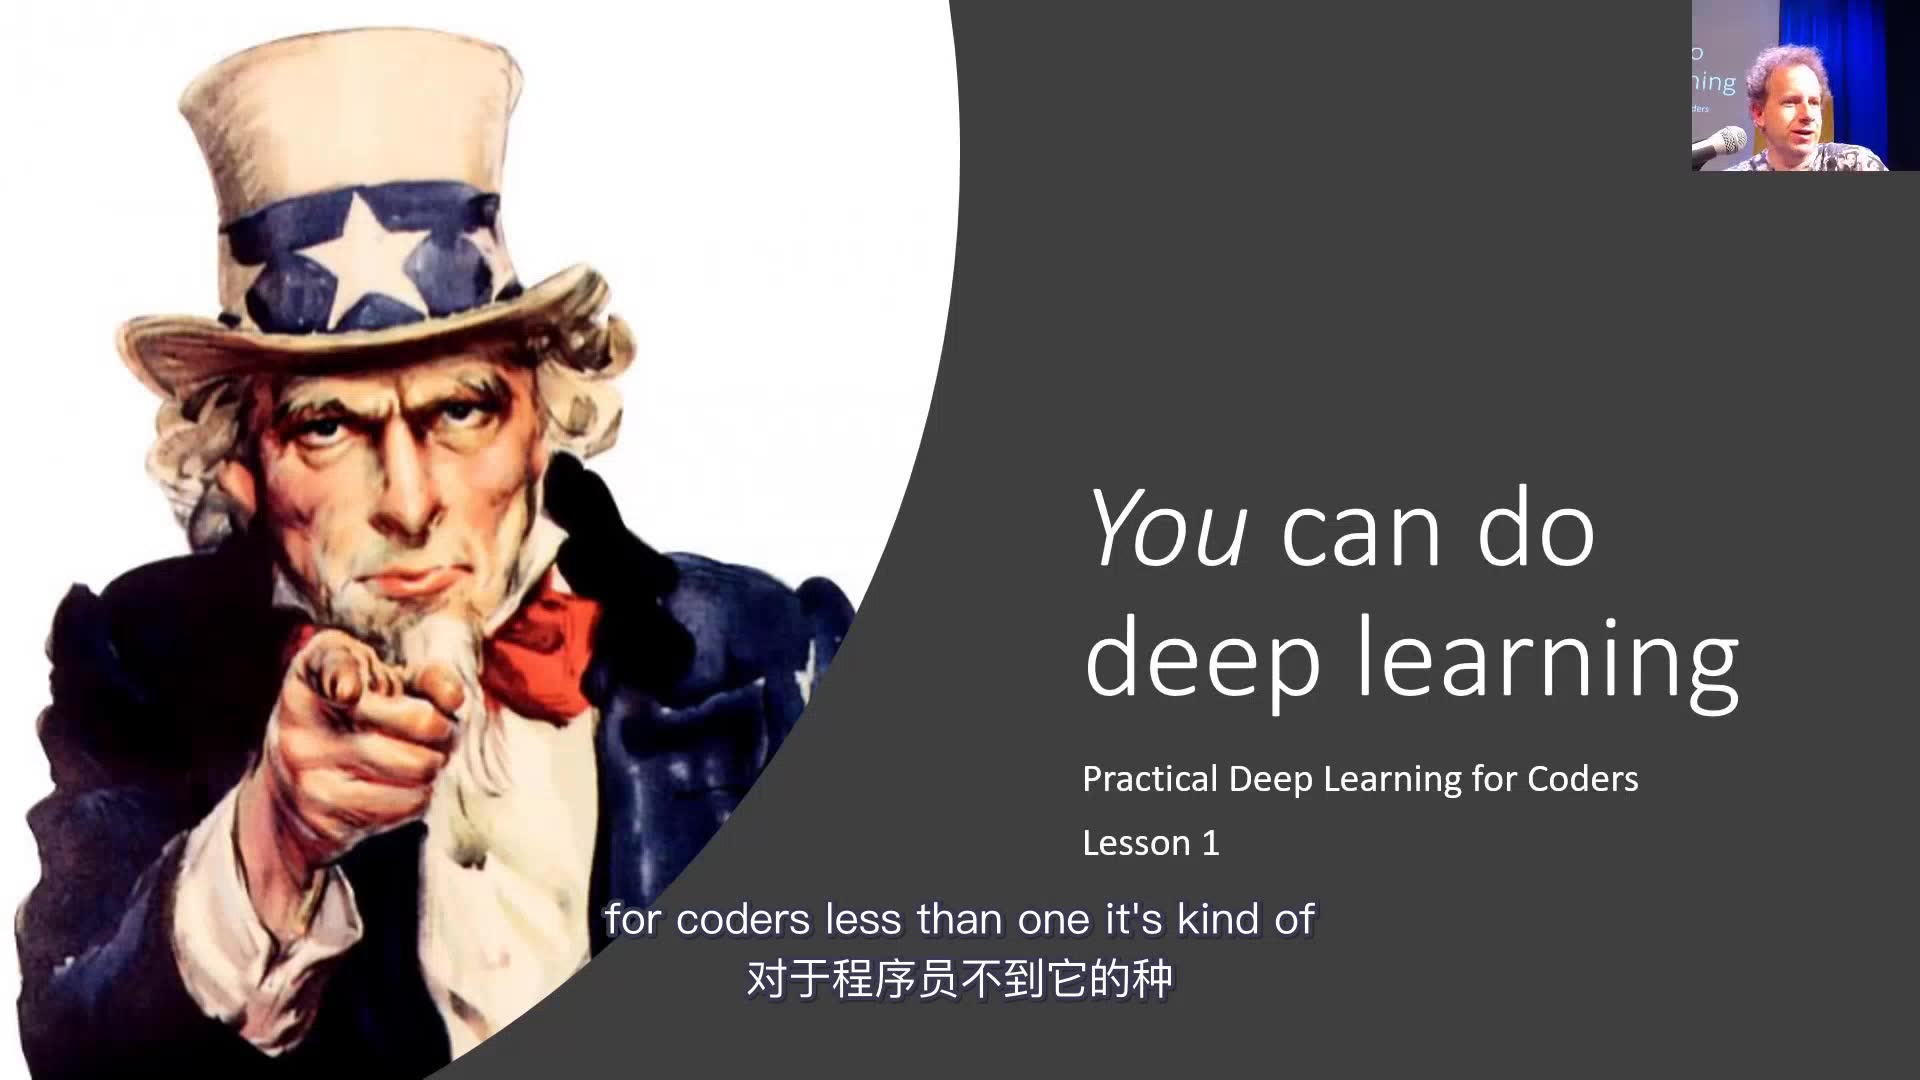 You can do
deep learning
Practical Deep Learning for Coders
Lesson 1
for coders less than one it's kind of
对于程序员不到它的种